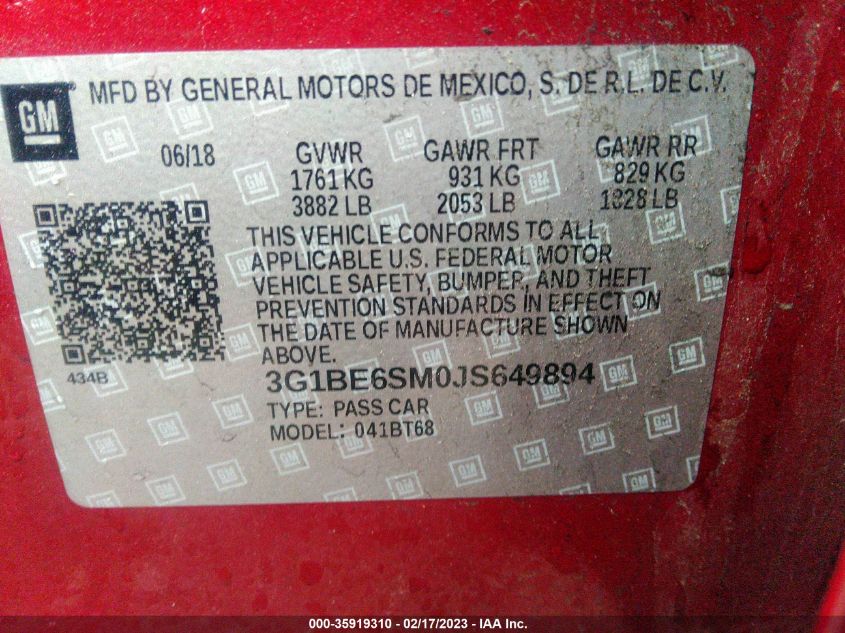 GM
MFD BY GENERAL MOTORS DE MEXICO, S. DE R.L. DE C.V.
06/18 GVWR GAWR FRT GAWR RR
1761 KG 931 KG 829 KG
3882 LB 2053 LB 1828 LB
THIS VEHICLE CONFORMS TO ALL
APPLICABLE U.S. FEDERAL MOTOR
VEHICLE SAFETY, BUMPER, AND THEFT
PREVENTION STANDARDS IN EFFECT ON
THE DATE OF MANUFACTURE SHOWN
ABOVE.
434B
3G1BE6SM0JS649894
TYPE: PASS CAR
MODEL: 041BT68
000-35919310 - 02/17/2023 - IAA Inc.